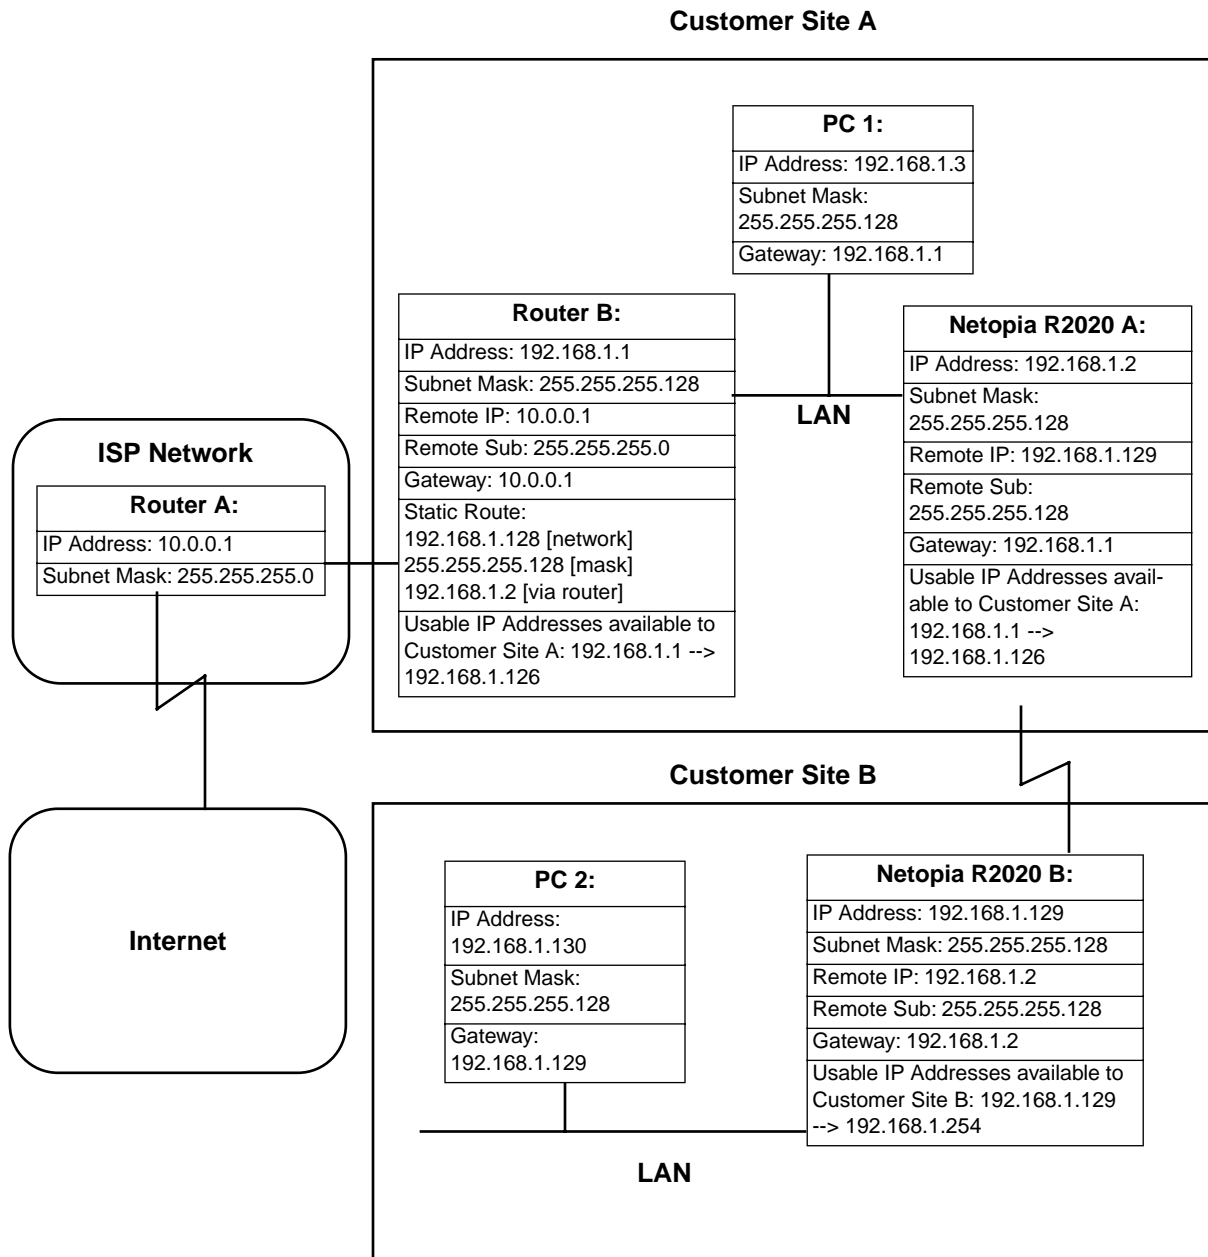 Customer Site A
PC 1:
IP Address: 192.168.1.3
Subnet Mask:
255.255.255.128
Gateway: 192.168.1.1
Router B:
IP Address: 192.168.1.1
Subnet Mask: 255.255.255.128
Remote IP: 10.0.0.1
Remote Sub: 255.255.255.0
Gateway: 10.0.0.1
Static Route:
192.168.1.128 [network]
255.255.255.128 [mask]
192.168.1.2 [via router]
Usable IP Addresses available to
Customer Site A: 192.168.1.1 -->
192.168.1.126
LAN
Netopia R2020 A:
IP Address: 192.168.1.2
Subnet Mask:
255.255.255.128
Remote IP: 192.168.1.129
Remote Sub:
255.255.255.128
Gateway: 192.168.1.1
Usable IP Addresses avail-
able to Customer Site A:
192.168.1.1 -->
192.168.1.126
ISP Network
Router A:
IP Address: 10.0.0.1
Subnet Mask: 255.255.255.0
Internet
Customer Site B
PC 2:
IP Address:
192.168.1.130
Subnet Mask:
255.255.255.128
Gateway:
192.168.1.129
Netopia R2020 B:
IP Address: 192.168.1.129
Subnet Mask: 255.255.255.128
Remote IP: 192.168.1.2
Remote Sub: 255.255.255.128
Gateway: 192.168.1.2
Usable IP Addresses available to
Customer Site B: 192.168.1.129
--> 192.168.1.254
LAN